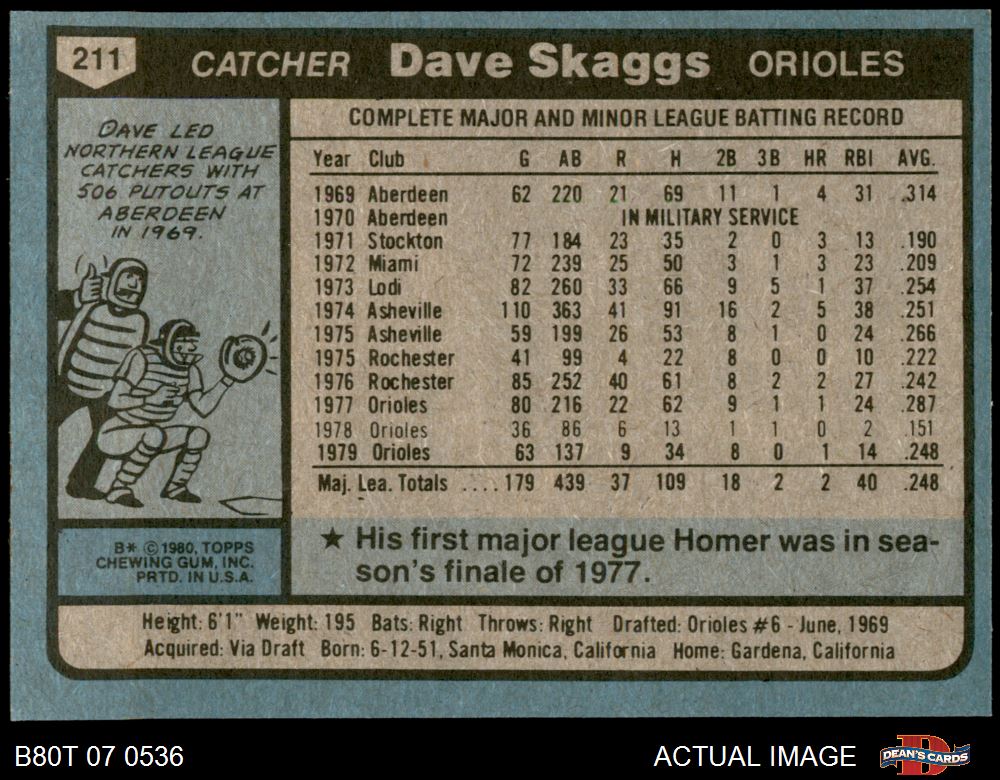 211 CATCHER Dave Skaggs ORIOLES
DAVE LED
NORTHERN LEAGUE
CATCHERS WITH
506 PUTOUTS AT
ABERDEEN
IN 1969.
COMPLETE MAJOR AND MINOR LEAGUE BATTING RECORD
Year Club G AB R H 2B 3B HR RBI AVG.
1969 Aberdeen 62 220 21 69 11 1 4 31 .314
1970 Aberdeen IN MILITARY SERVICE
1971 Stockton 77 184 23 35 2 0 3 13 .190
1972 Miami 72 239 25 50 3 1 3 23 .209
1973 Lodi 82 260 33 66 9 5 1 37 .254
1974 Asheville 110 363 41 91 16 2 5 38 .251
1975 Asheville 59 199 26 53 8 1 0 24 .266
1975 Rochester 41 99 4 22 8 0 0 10 .222
1976 Rochester 85 252 40 61 8 2 2 27 .242
1977 Orioles 80 216 22 62 9 1 1 24 .287
1978 Orioles 36 86 6 13 1 1 0 2 .151
1979 Orioles 63 137 9 34 8 0 1 14 .248
Maj. Lea. Totals ....179 439 37 109 18 2 2 40 .248
★ His first major league Homer was in sea-
son's finale of 1977.
B* © 1980, TOPPS
CHEWING GUM, INC.
PRTD. IN U.S.A.
Height: 6'1" Weight: 195 Bats: Right Throws: Right Drafted: Orioles #6 - June, 1969
Acquired: Via Draft Born: 6-12-51, Santa Monica, California Home: Gardena, California
B80T 07 0536 ACTUAL IMAGE DEAN'S CARDS